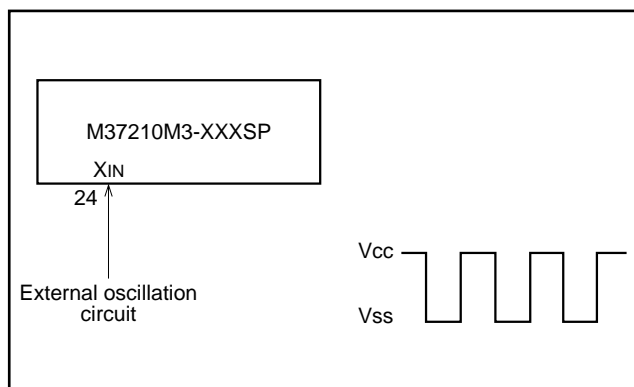 M37210M3-XXXSP
XIN
24
External oscillation
circuit
Vcc
Vss